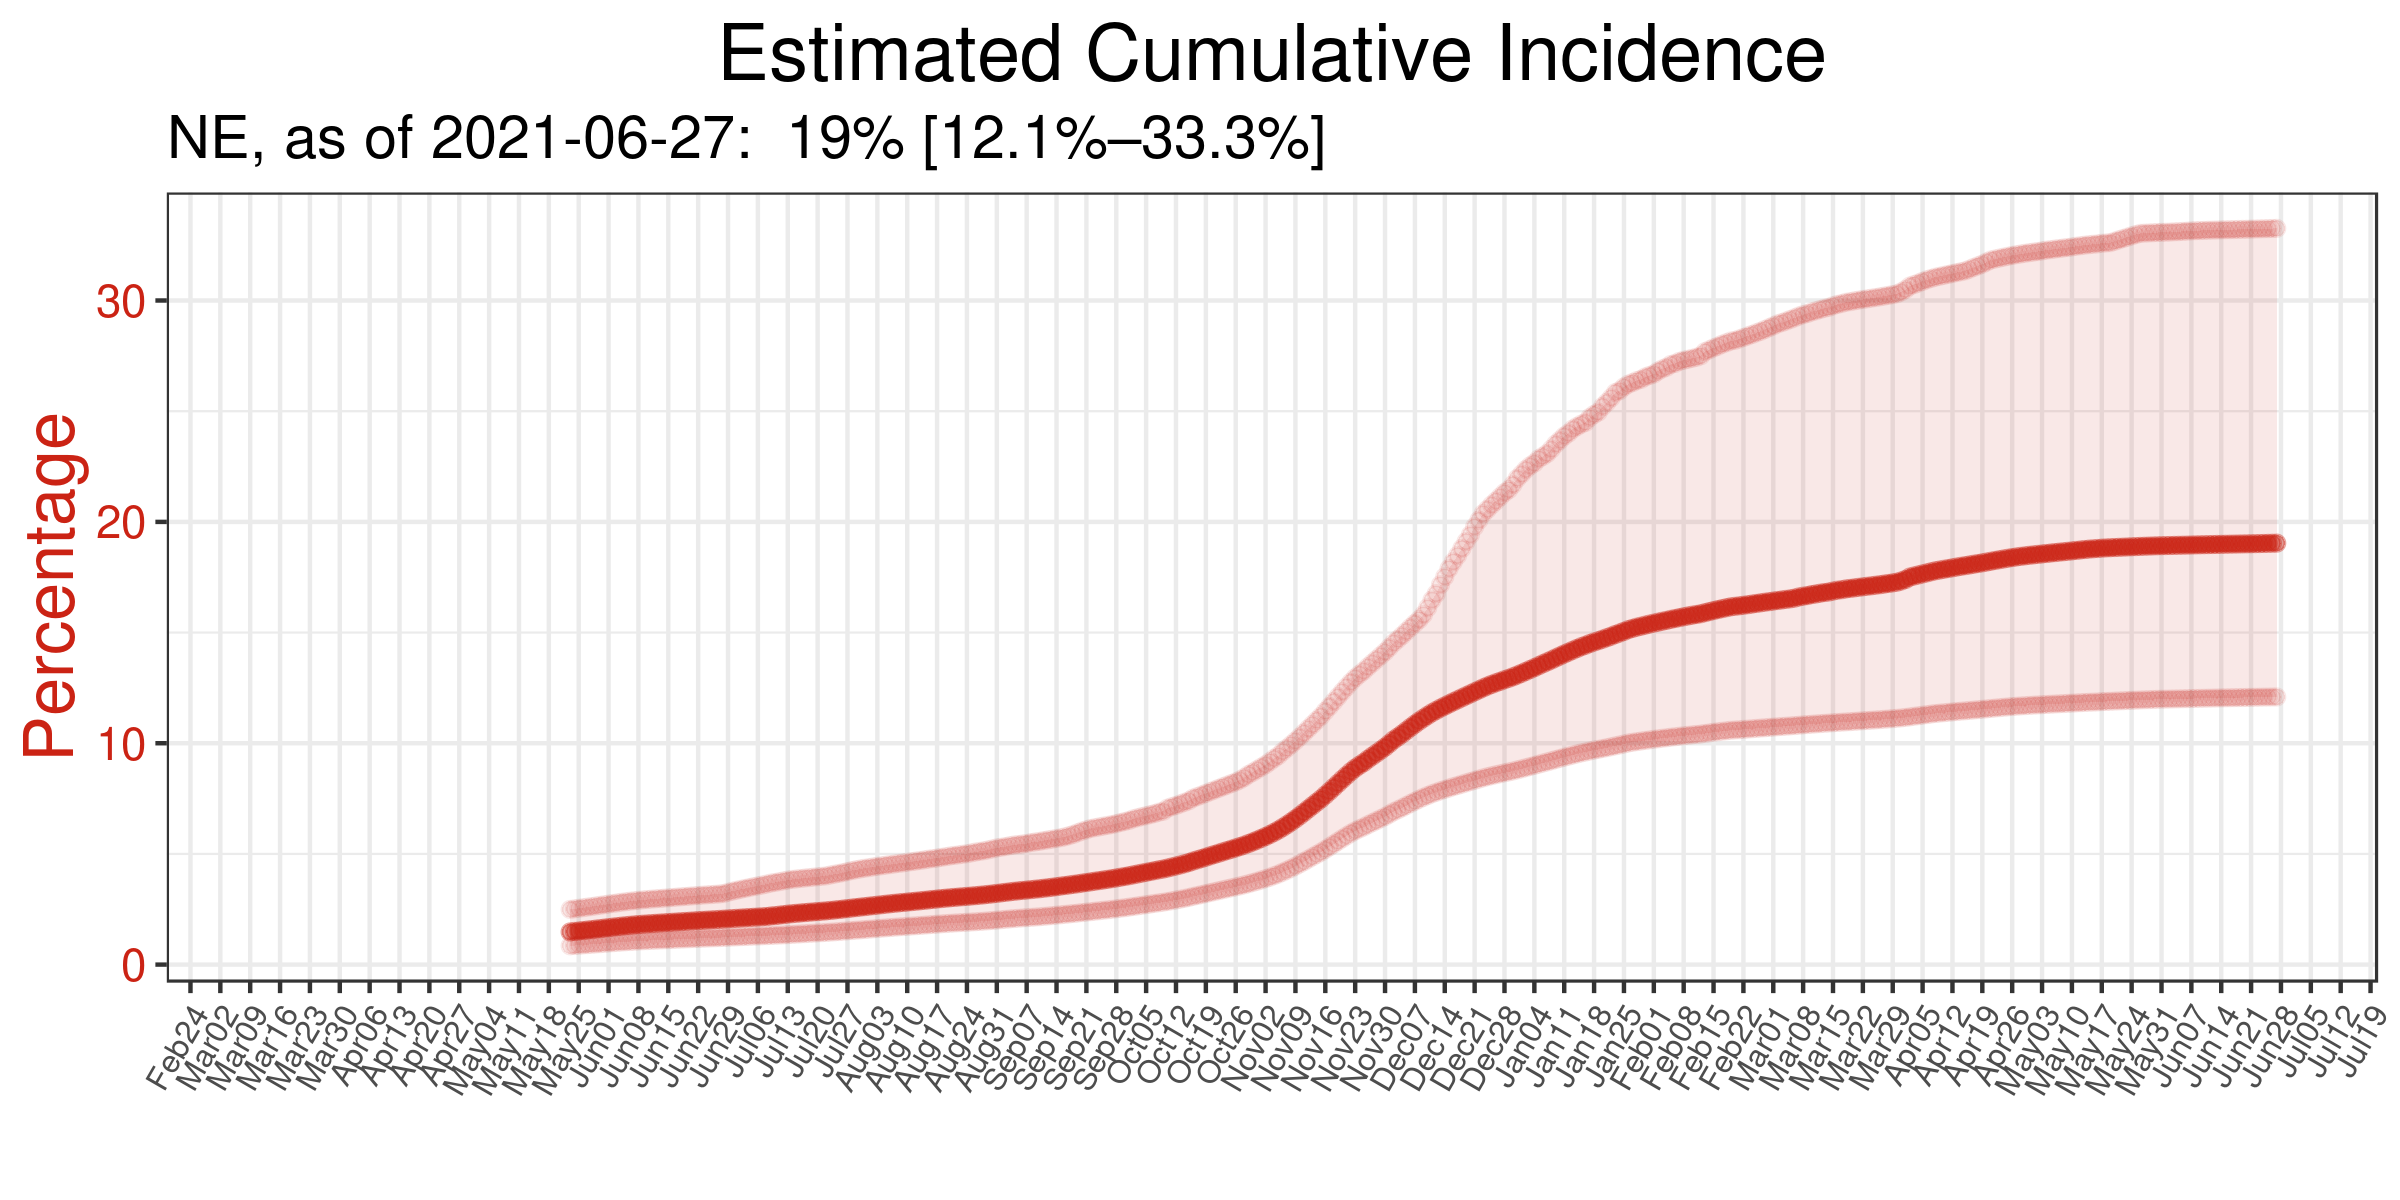 Estimated Cumulative Incidence
NE, as of 2021-06-27: 19% [12.1%–33.3%]
Percentage
30
20
10
0
Feb24
Mar02
Mar09
Mar16
Mar23
Mar30
Apr06
Apr13
Apr20
Apr27
May04
May11
May18
May25
Jun01
Jun08
Jun15
Jun22
Jun29
Jul06
Jul13
Jul20
Jul27
Aug03
Aug10
Aug17
Aug24
Aug31
Sep07
Sep14
Sep21
Sep28
Oct05
Oct12
Oct19
Oct26
Nov02
Nov09
Nov16
Nov23
Nov30
Dec07
Dec14
Dec21
Dec28
Jan04
Jan11
Jan18
Jan25
Feb01
Feb08
Feb15
Feb22
Mar01
Mar08
Mar15
Mar22
Mar29
Apr05
Apr12
Apr19
Apr26
May03
May10
May17
May24
May31
Jun07
Jun14
Jun21
Jun28
Jul05
Jul12
Jul19